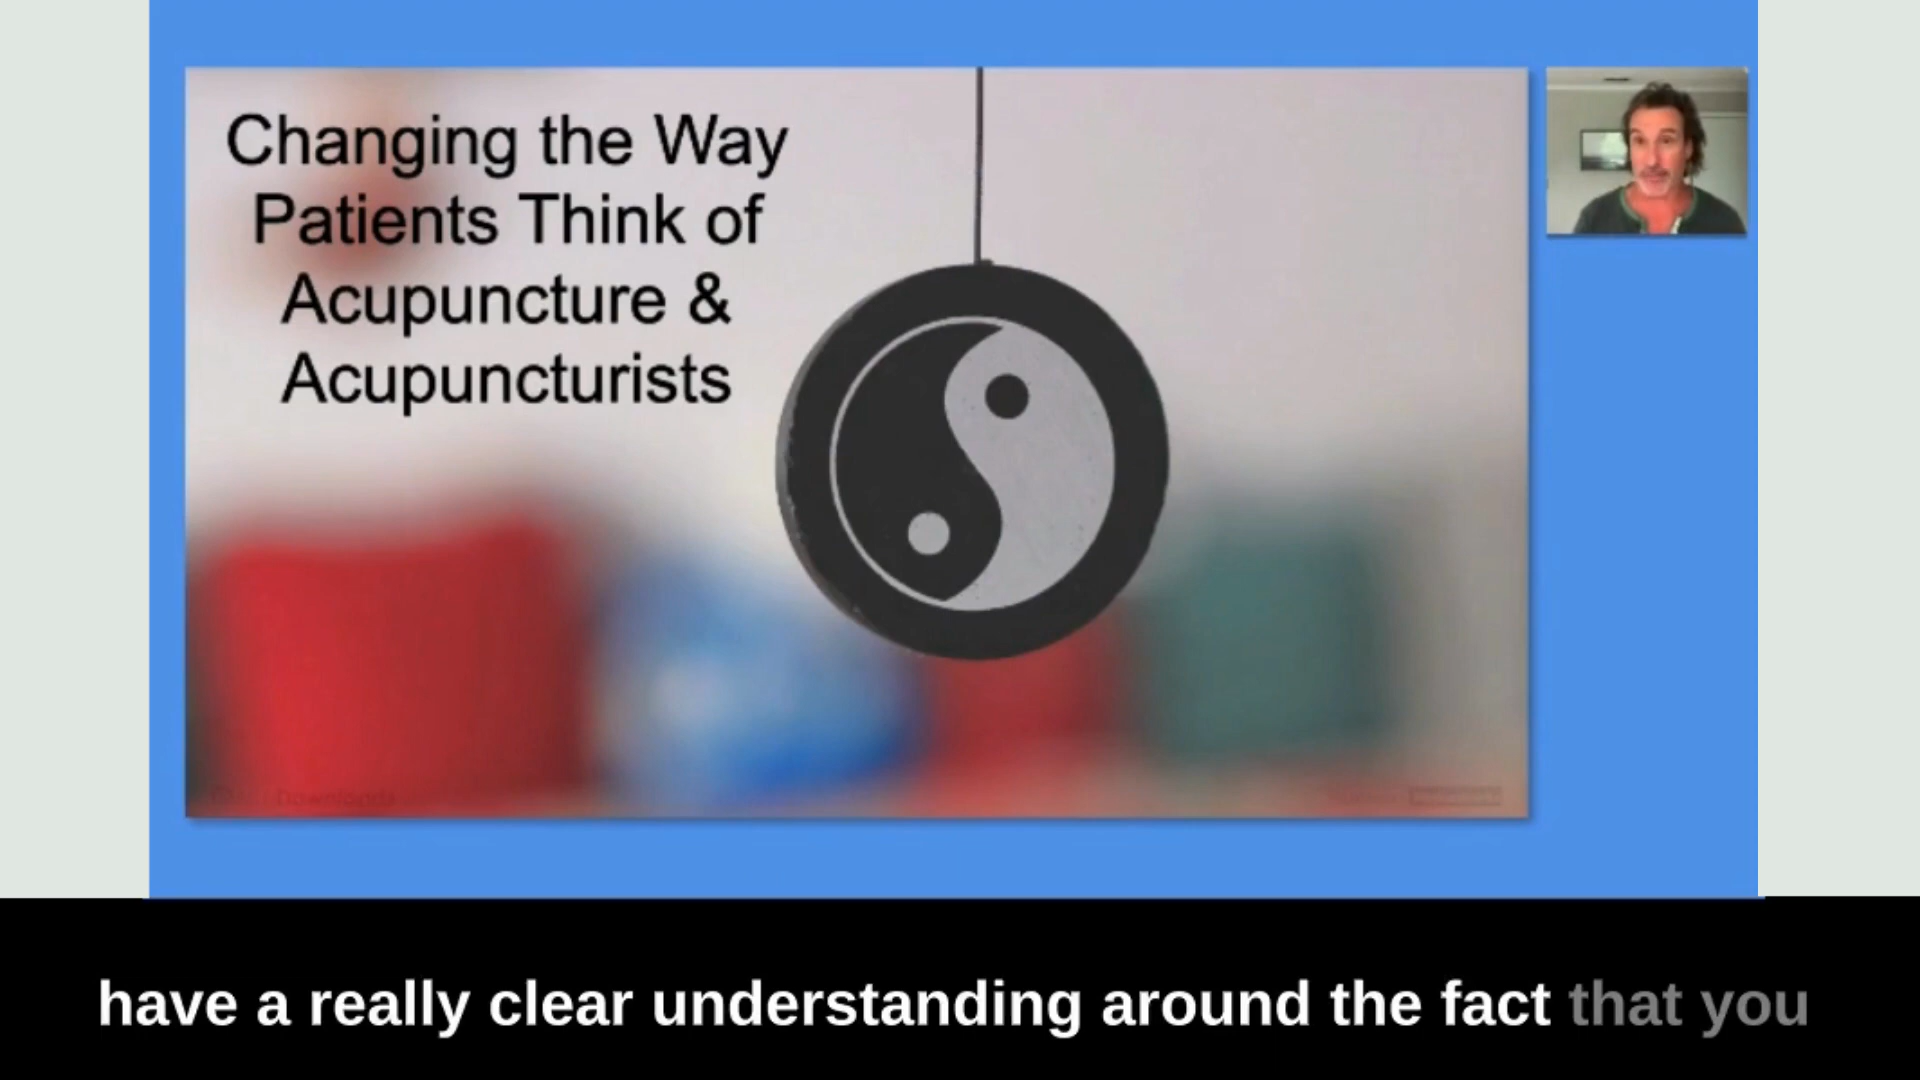 Changing the Way
Patients Think of
Acupuncture &
Acupuncturists
have a really clear understanding around the fact that you